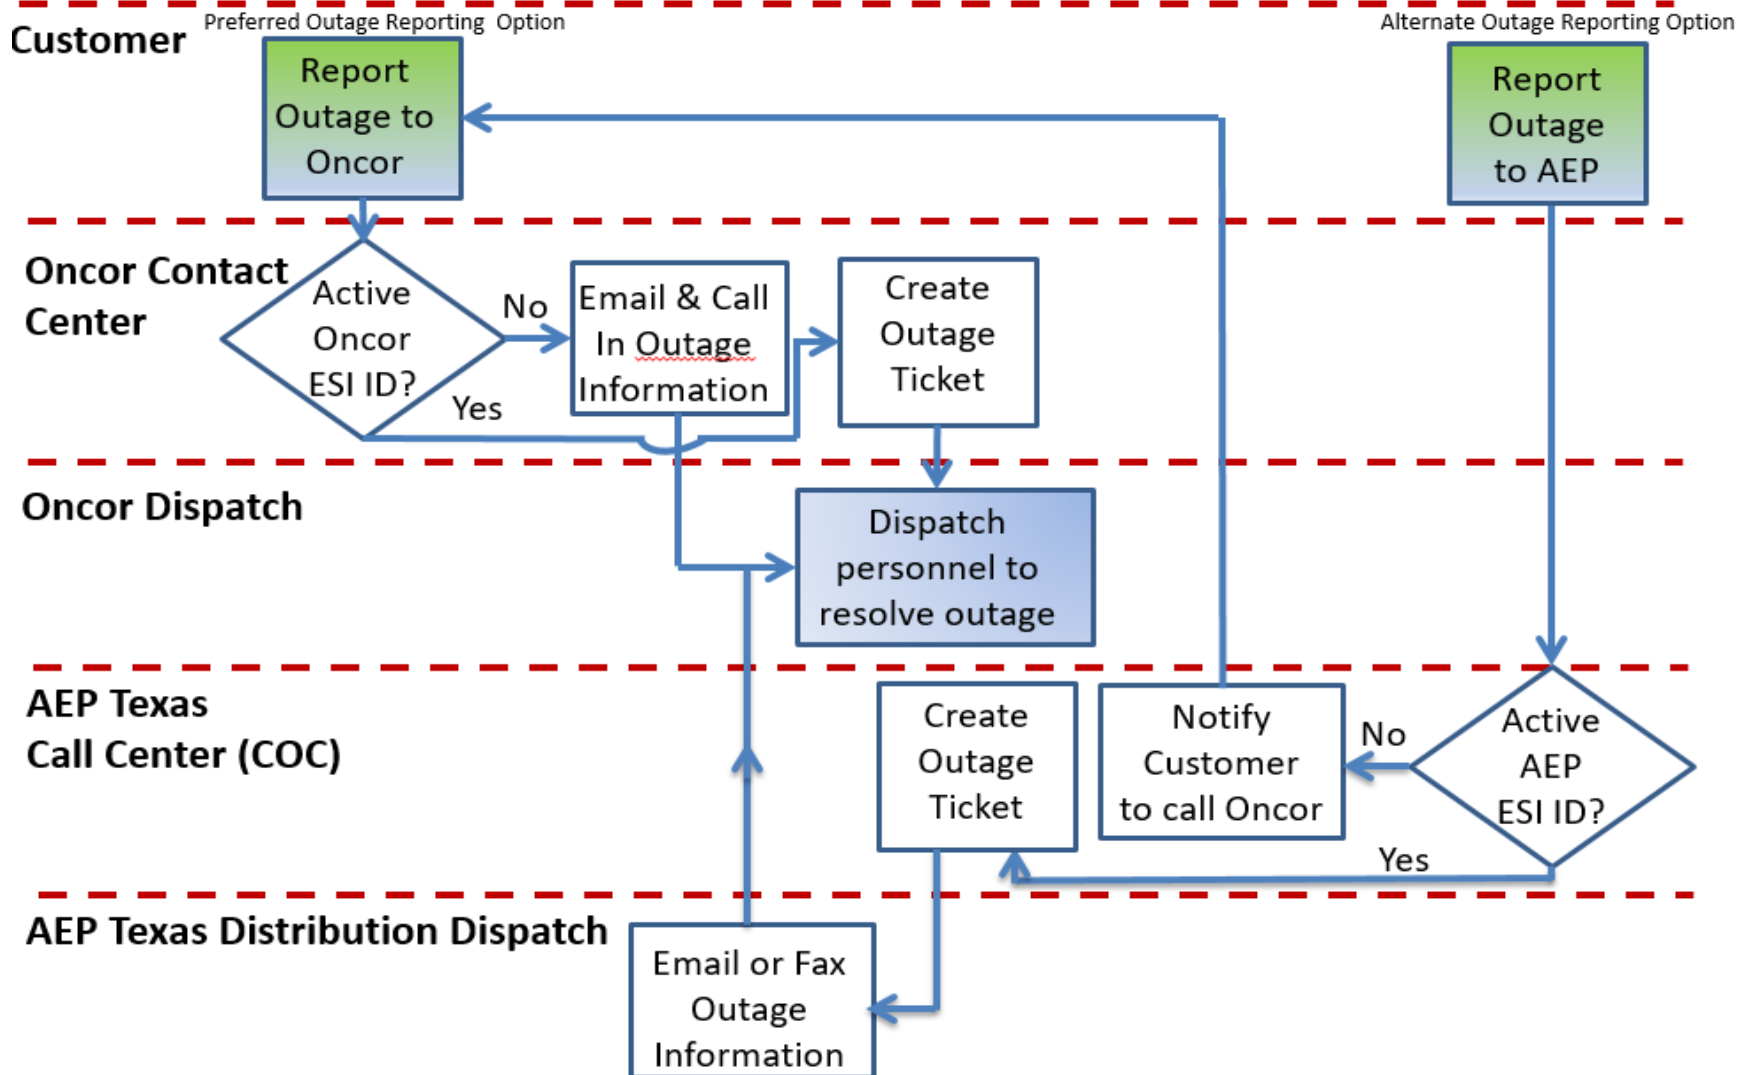 Preferred Outage Reporting  Option
Alternate Outage Reporting Option
Customer
Report
Outage to
Oncor
Report
Outage
to AEP
Oncor Contact
Center
Active
Oncor
ESI ID?
No
Yes
Email & Call
In Outage
Information
Create
Outage
Ticket
Oncor Dispatch
Dispatch
personnel to
resolve outage
AEP Texas
Call Center (COC)
Create
Outage
Ticket
Notify
Customer
to call Oncor
No
Active
AEP
ESI ID?
Yes
AEP Texas Distribution Dispatch
Email or Fax
Outage
Information